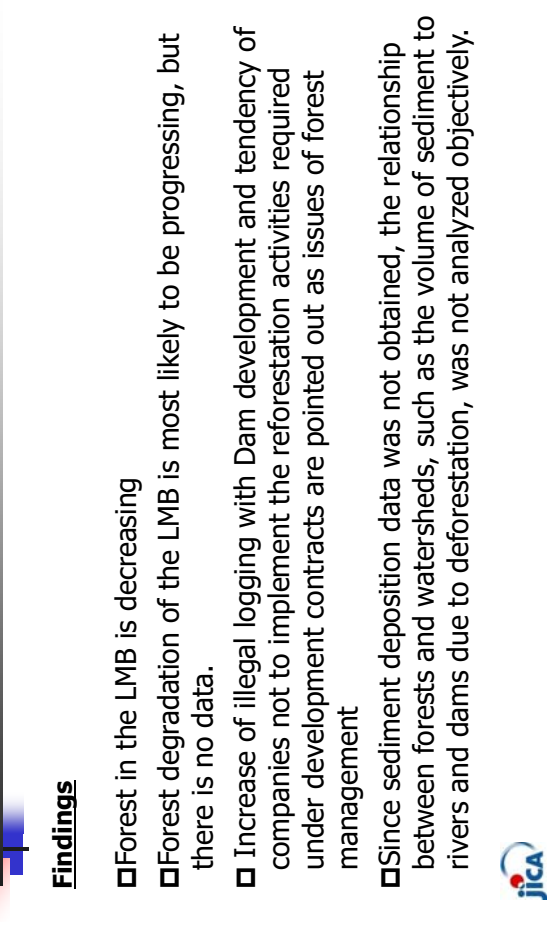 Findings
□Forest in the LMB is decreasing
□Forest degradation of the LMB is most likely to be progressing, but
there is no data.
□ Increase of illegal logging with Dam development and tendency of
companies not to implement the reforestation activities required
under development contracts are pointed out as issues of forest
management
□Since sediment deposition data was not obtained, the relationship
between forests and watersheds, such as the volume of sediment to
rivers and dams due to deforestation, was not analyzed objectively.
jICA